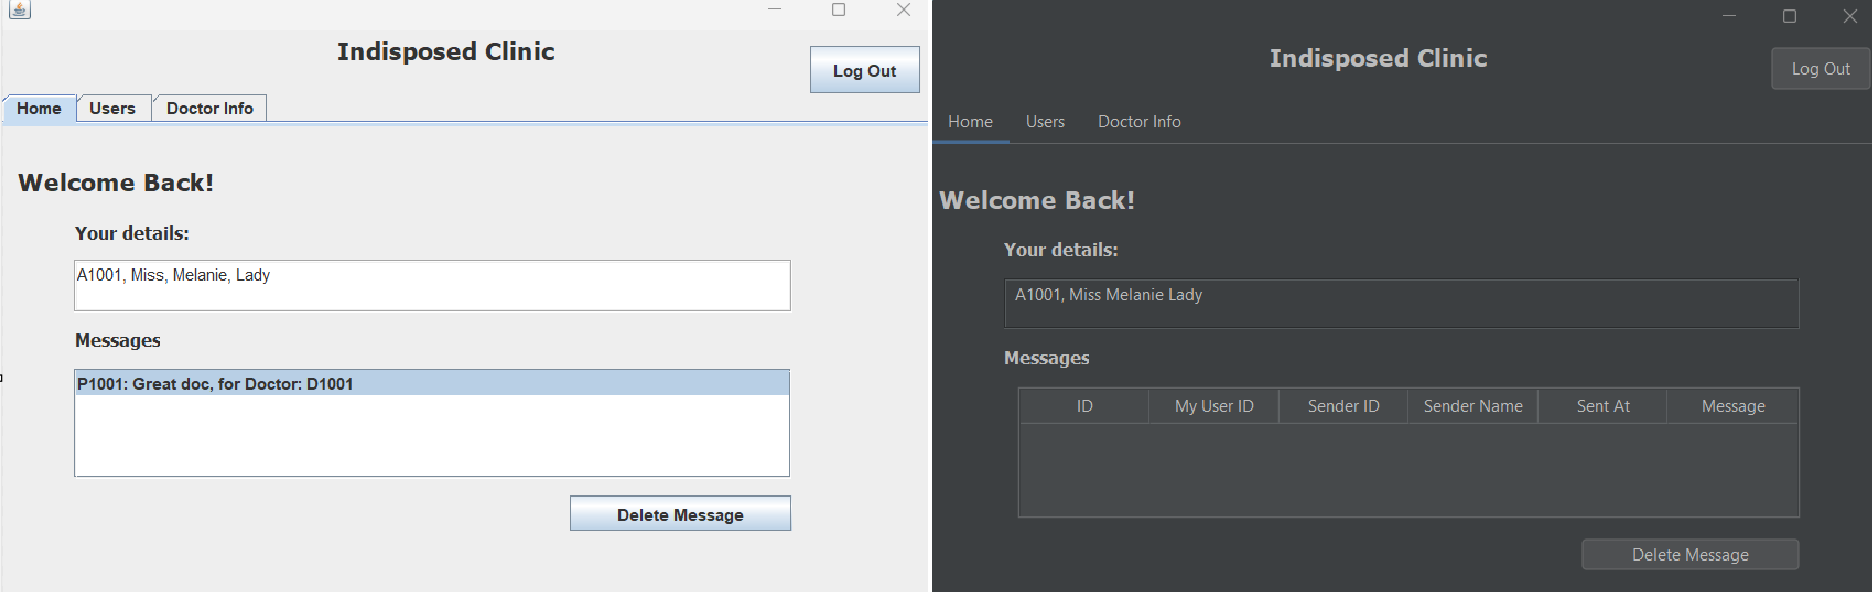 Indisposed Clinic
Log Out
Home Users Doctor Info
Welcome Back!
Your details:
A1001, Miss, Melanie, Lady
Messages
P1001: Great doc, for Doctor: D1001
Delete Message
Indisposed Clinic
Log Out
Home Users Doctor Info
Welcome Back!
Your details:
A1001, Miss Melanie Lady
Messages
ID My User ID Sender ID Sender Name Sent At Message
Delete Message